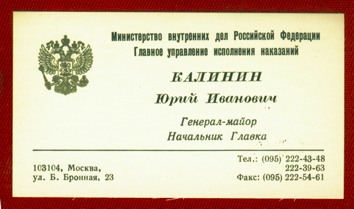 Министерство внутренних дел Российской Федерации
Главное управление исполнения наказаний
КАЛИНИН
Юрий Иванович
Генерал-майор
Начальник Главка
103104, Москва,
ул. Б. Бронная, 23
Тел.: (095) 222-43-48
222-39-63
Факс: (095) 222-54-61